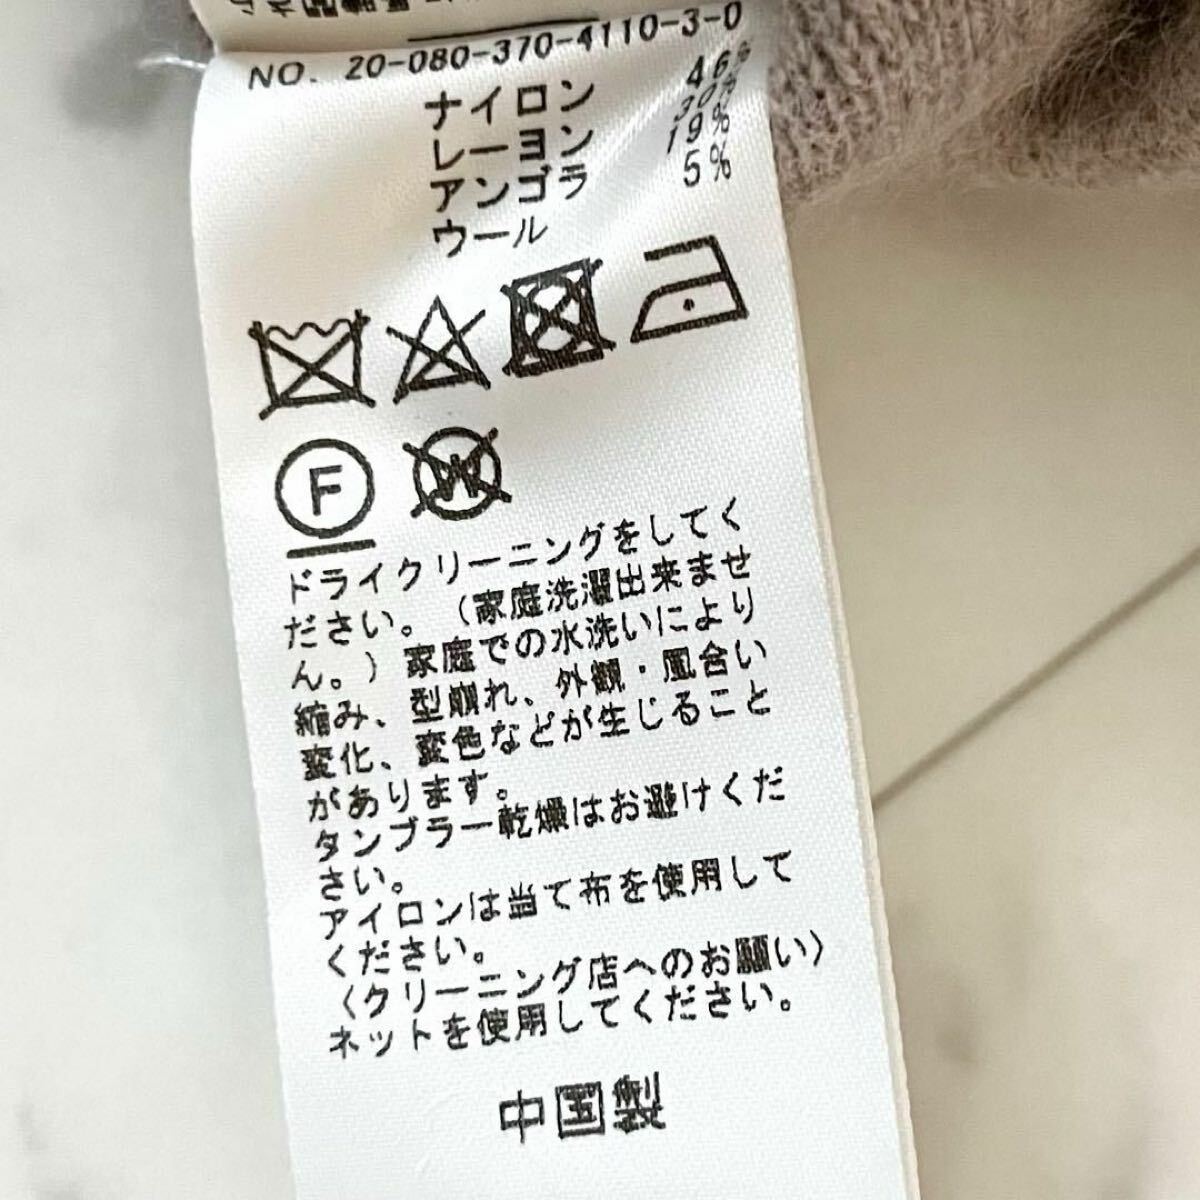 NO. 20-080-370-4110-3-0
ナイロン 46%
レーヨン 30%
アンゴラ 19%
ウール 5%
F
W
ドライクリーニングをしてく
ださい。（家庭洗濯出来ませ
ん。）家庭での水洗いにより
縮み、型崩れ、外観・風合い
変化、変色などが生じること
があります。
タンブラー乾燥はお避けくだ
さい。
アイロンは当て布を使用して
ください。
〈クリーニング店へのお願い〉
ネットを使用してください。
中国製